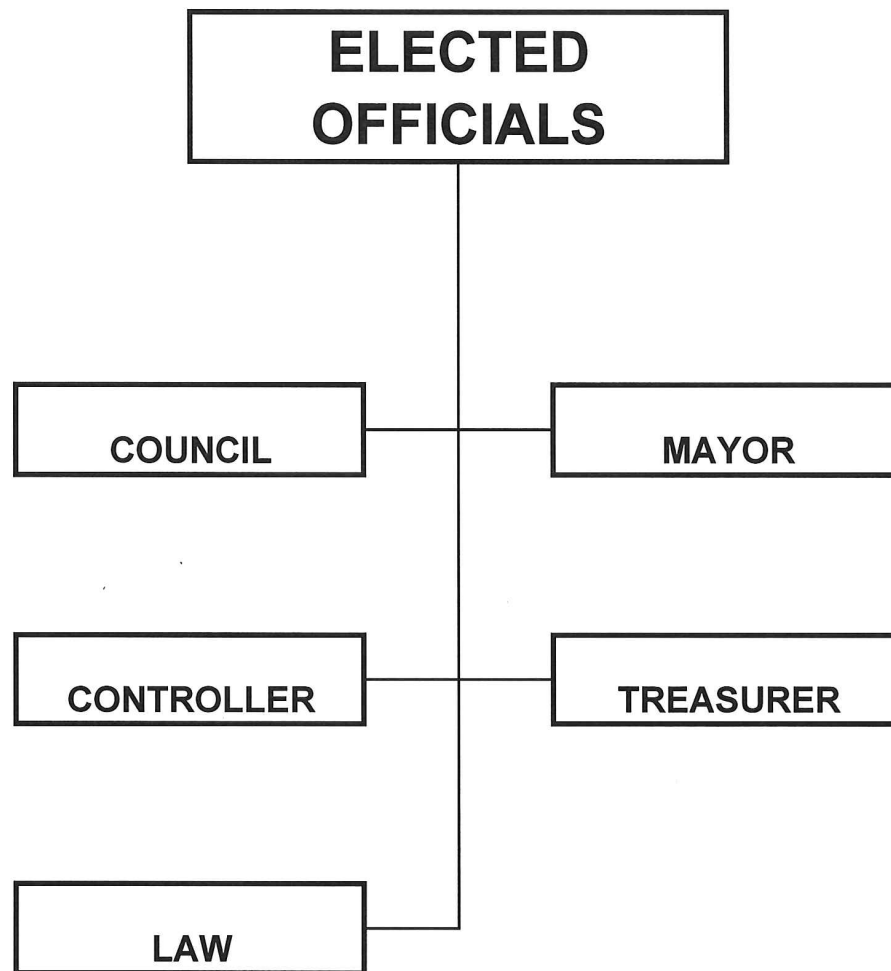 ELECTED
OFFICIALS
COUNCIL
MAYOR
CONTROLLER
TREASURER
LAW